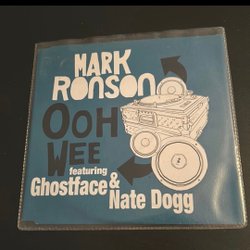 MARK
RONSON
OOH
WEE
featuring
Ghostface &
Nate Dogg